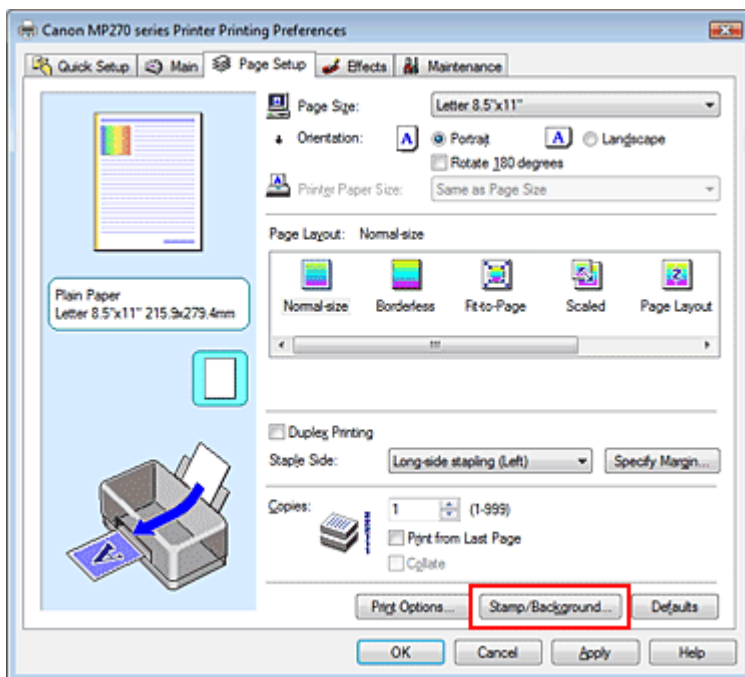 Canon MP270 series Printer Printing Preferences
Quick Setup Main Page Setup Effects Maintenance
Page Size: Letter 8.5"x11"
Orientation: A Portrait A Landscape
Rotate 180 degrees
Printer Paper Size: Same as Page Size
Page Layout: Normal-size
Plain Paper
Letter 8.5"x11" 215.9x279.4mm
Normal-size Borderless Fit-to-Page Scaled Page Layout
Duplex Printing
Staple Side: Long-side stapling (Left) Specify Margin...
Copies: 1 (1-999)
Print from Last Page
Collate
Print Options... Stamp/Background... Defaults
OK Cancel Apply Help